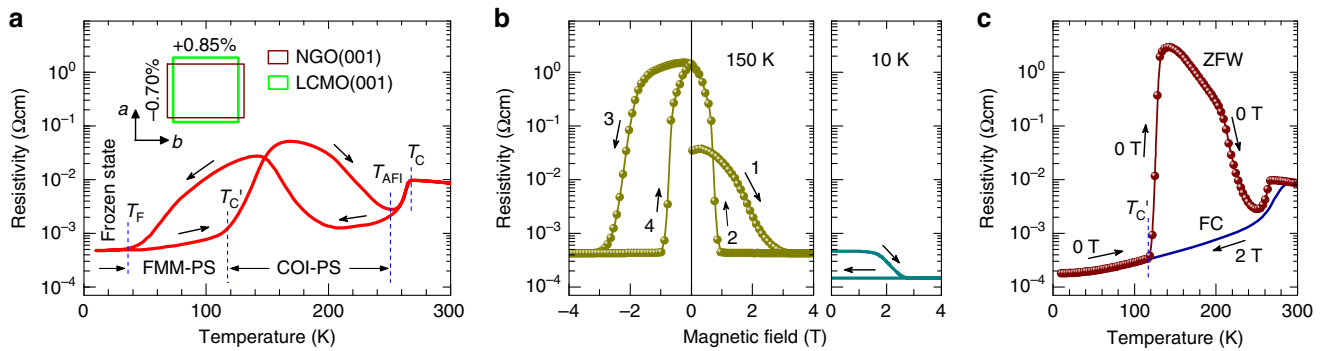 a
+0.85%
−0.70%
a
b
NGO(001)
LCMO(001)
10⁰
10⁻¹
10⁻²
10⁻³
10⁻⁴
Resistivity (Ωcm)
Frozen state
T_F
T_C'
T_AFI
T_C
FMM-PS
COI-PS
0 100 200 300
Temperature (K)
b
150 K
10 K
10⁰
10⁻¹
10⁻²
10⁻³
10⁻⁴
Resistivity (Ωcm)
3
1
4
2
−4 −2 0 2 4
0 2 4
Magnetic field (T)
c
ZFW
10⁰
10⁻¹
10⁻²
10⁻³
10⁻⁴
Resistivity (Ωcm)
0 T
0 T
T_C'
FC
0 T
2 T
0 100 200 300
Temperature (K)